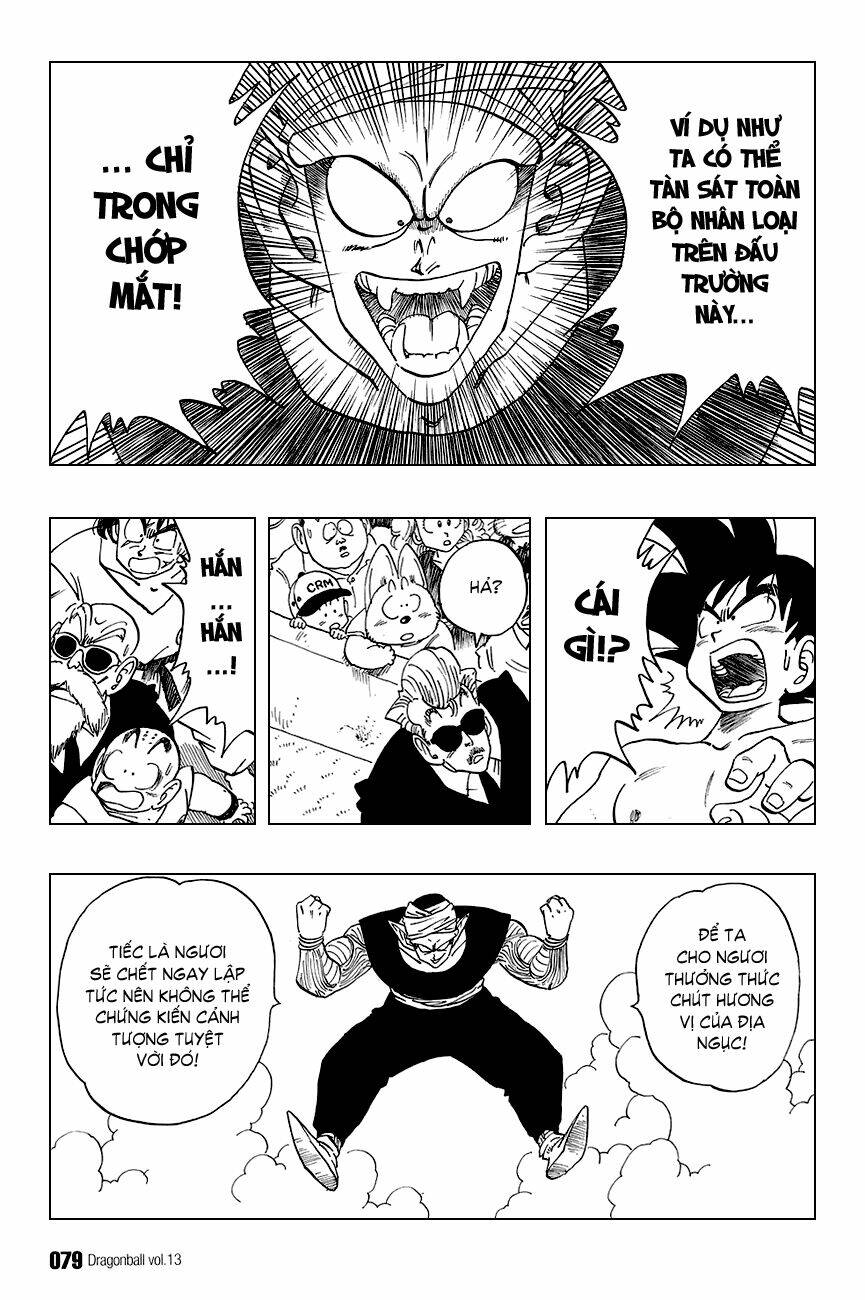 VÍ DỤ NHƯ
TA CÓ THỂ
TÀN SÁT TOÀN
BỘ NHÂN LOẠI
TRÊN ĐẤU
TRƯỜNG
NÀY...
... CHỈ
TRONG
CHỚP
MẮT!
CÁI
GÌ!?
HẢ?
CRM
HẮN
...
HẮN
...!
ĐỂ TA
CHO NGƯƠI
THƯỞNG THỨC
CHÚT HƯƠNG
VỊ CỦA ĐỊA
NGỤC!
TIẾC LÀ NGƯƠI
SẼ CHẾT NGAY LẬP
TỨC NÊN KHÔNG THỂ
CHỨNG KIẾN CẢNH
TƯỢNG TUYỆT
VỜI ĐÓ!
079 Dragonball vol.13